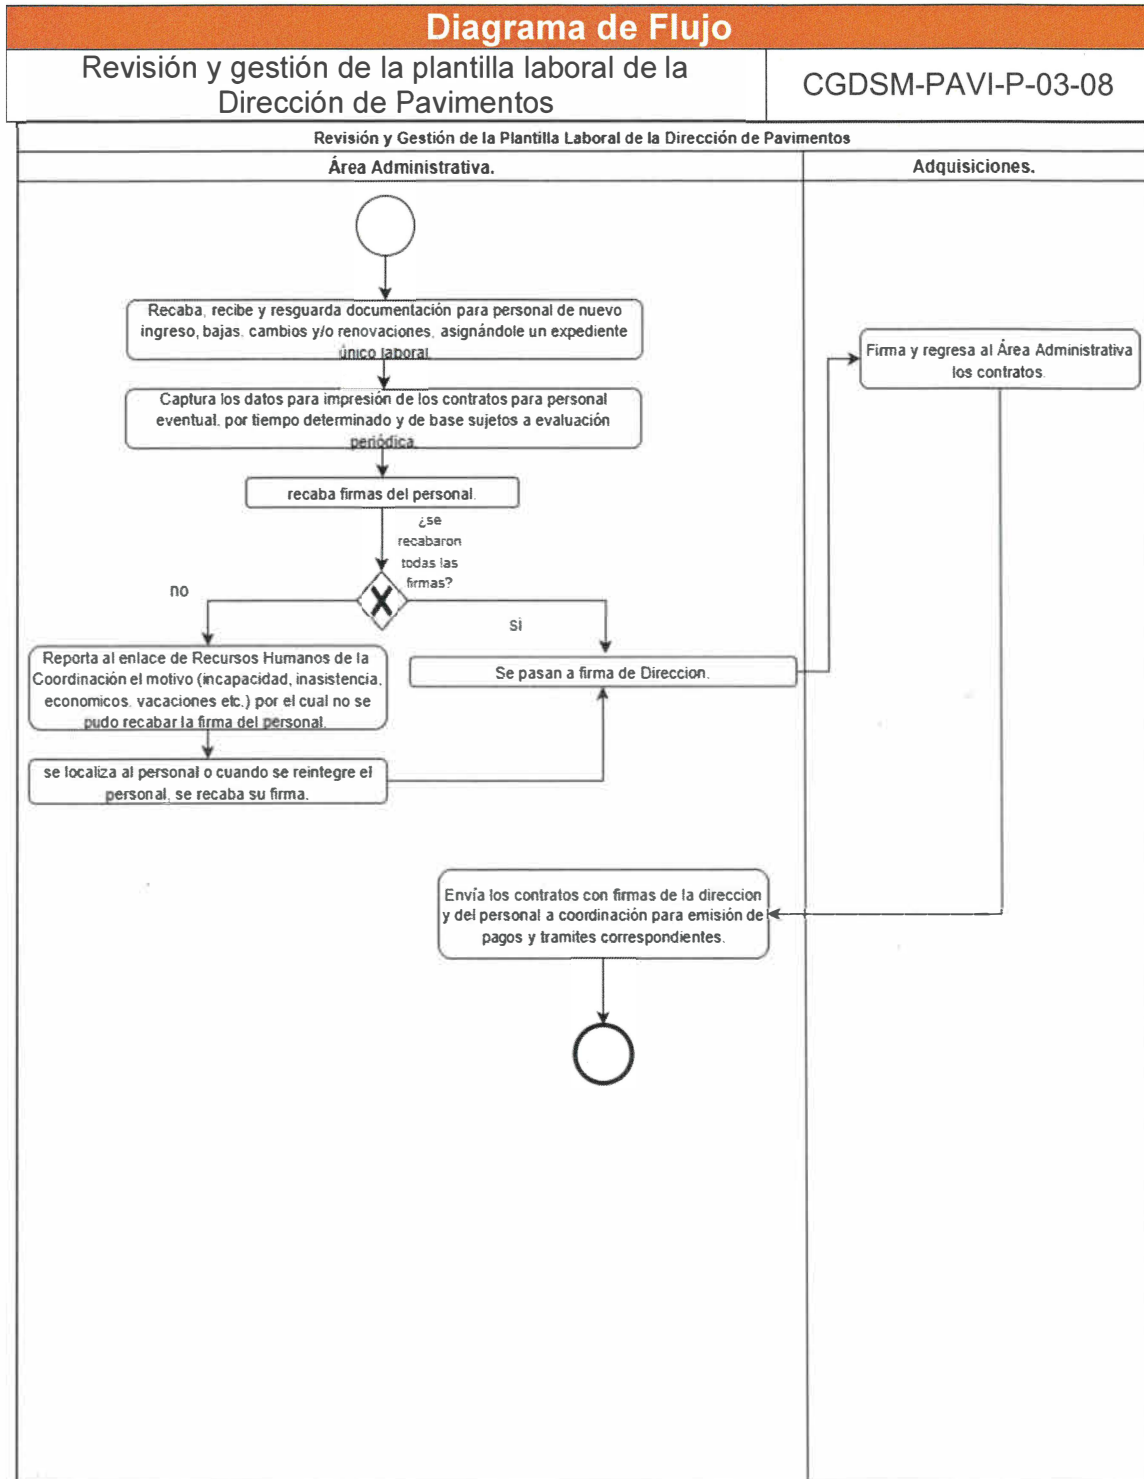 Diagrama de Flujo
Revisión y gestión de la plantilla laboral de la
Dirección de Pavimentos
CGDSM-PAVI-P-03-08
Revisión y Gestión de la Plantilla Laboral de la Dirección de Pavimentos
Área Administrativa.
Adquisiciones.
Recaba, recibe y resguarda documentación para personal de nuevo
ingreso, bajas. cambios y/o renovaciones, asignándole un expediente
único laboral.
Captura los datos para impresión de los contratos para personal
eventual. por tiempo determinado y de base sujetos a evaluación
periódica.
recaba firmas del personal.
¿se
recabaron
todas las
firmas?
no
si
Reporta al enlace de Recursos Humanos de la
Coordinación el motivo (incapacidad, inasistencia,
economicos. vacaciones etc.) por el cual no se
pudo recabar la firma del personal.
se localiza al personal o cuando se reintegre el
personal, se recaba su firma.
Se pasan a firma de Direccion.
Firma y regresa al Área Administrativa
los contratos.
Envía los contratos con firmas de la direccion
y del personal a coordinación para emisión de
pagos y tramites correspondientes.